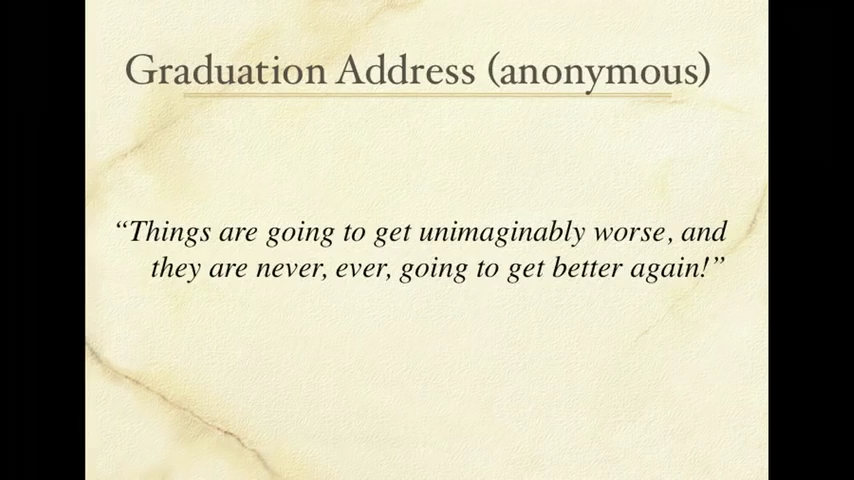 Graduation Address (anonymous)
“Things are going to get unimaginably worse, and
they are never, ever, going to get better again!”